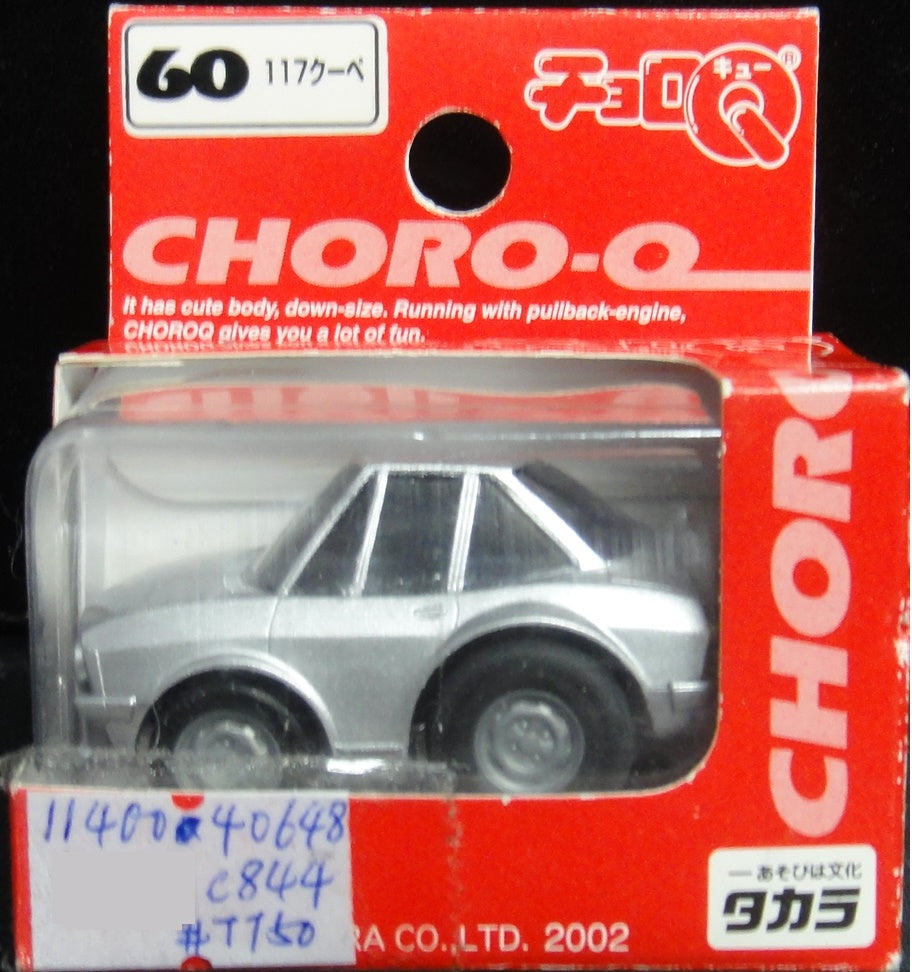 60 117クーペ
チョロQ キュー ®
CHORO-Q
It has cute body, down-size. Running with pullback-engine,
CHOROQ gives you a lot of fun.
CHORO
11400 40648
c844
#T750
RA CO., LTD. 2002
あそびは文化
タカラ